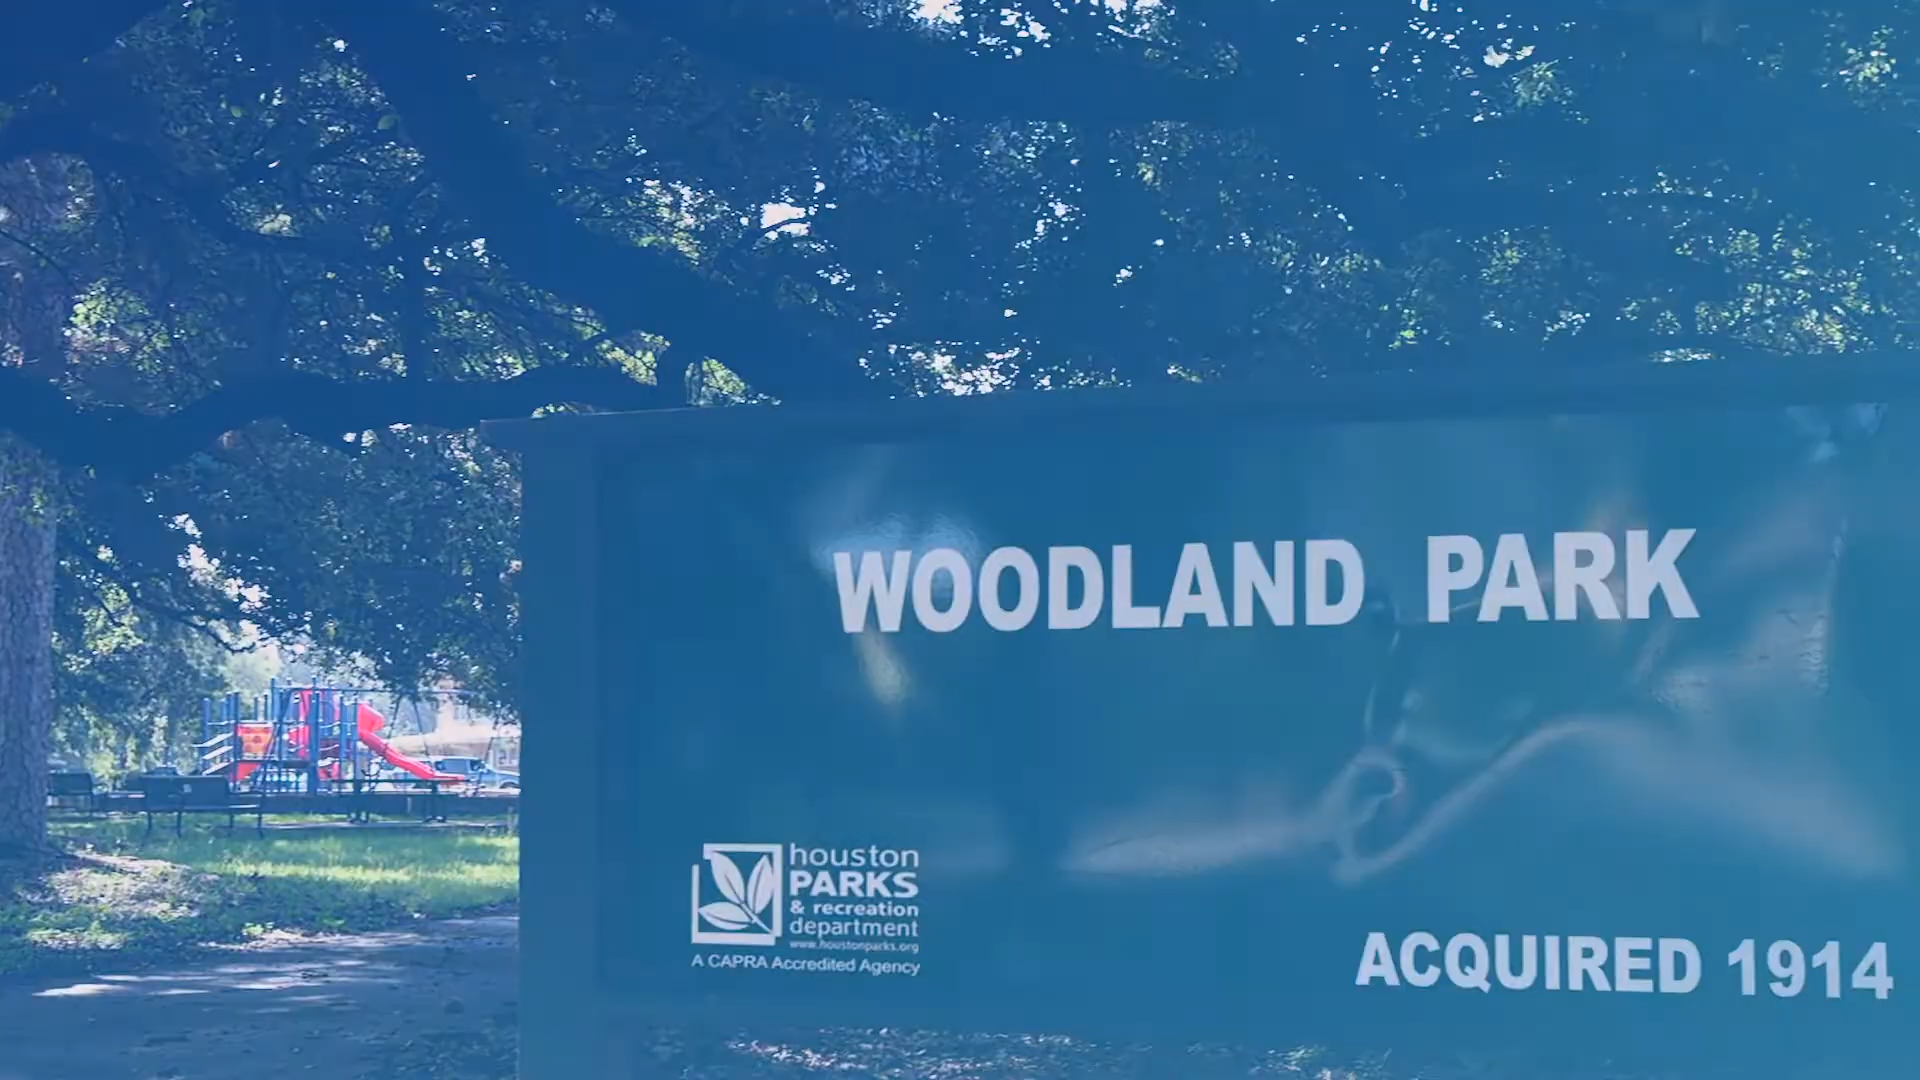 WOODLAND PARK
houston
PARKS
& recreation
department
www.houstonparks.org
A CAPRA Accredited Agency
ACQUIRED 1914